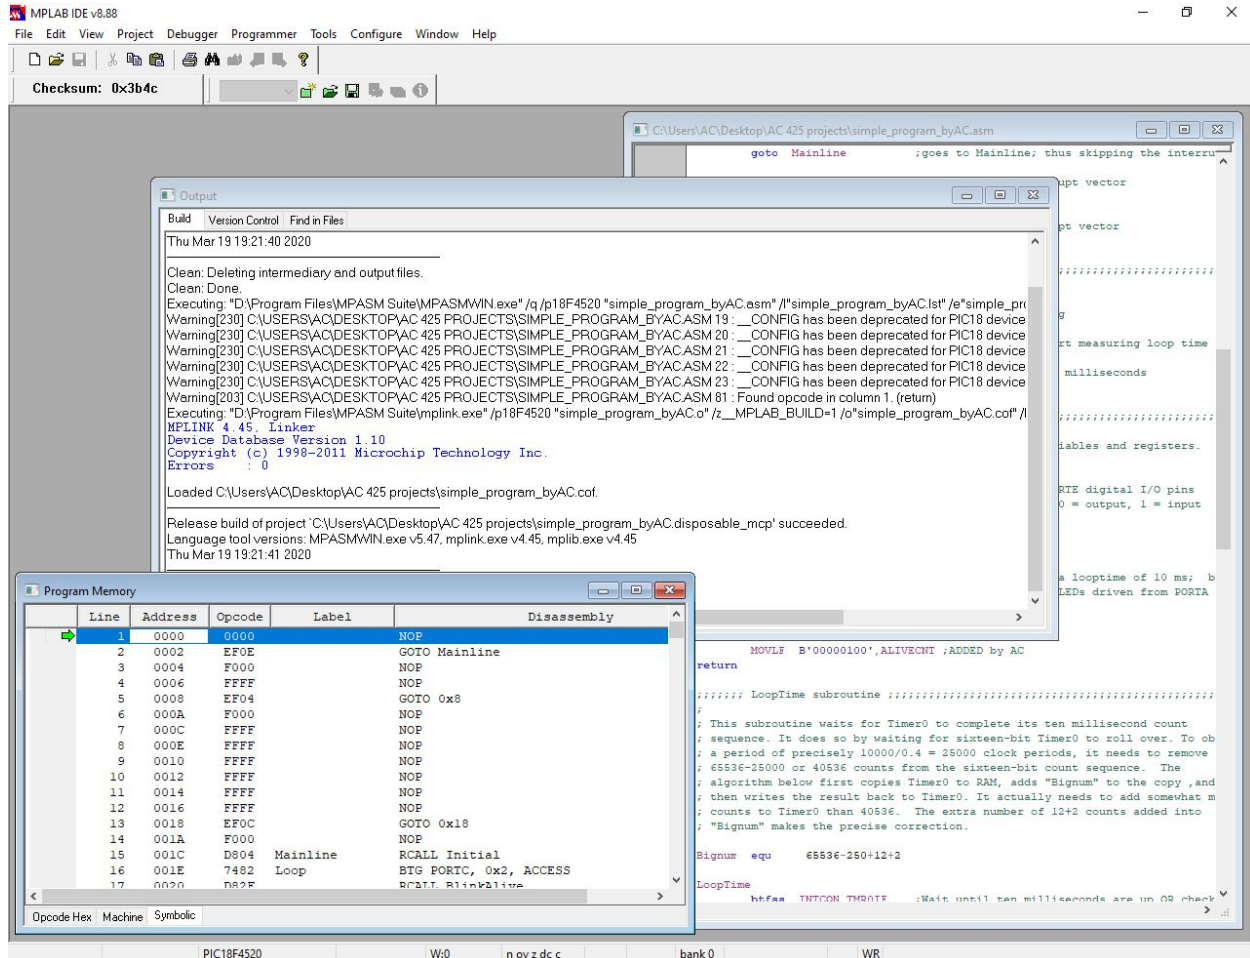 MPLAB IDE v8.88
File Edit View Project Debugger Programmer Tools Configure Window Help
Checksum: 0x3b4c
C:\Users\AC\Desktop\AC 425 projects\simple_program_byAC.asm
goto Mainline ;goes to Mainline; thus skipping the interru
upt vector
pt vector
;;;;;;;;;;;;;;;;;;;;;;;
g
rt measuring loop time
milliseconds
;;;;;;;;;;;;;;;;;;;;;;;
iables and registers.
RTE digital I/O pins
0 = output, 1 = input
a looptime of 10 ms; b
LEDs driven from PORTA
MOVLF B'00000100',ALIVECNT ;ADDED by AC
return
;;;;;;; LoopTime subroutine ;;;;;;;;;;;;;;;;;;;;;;;;;;;;;;;;;;;;;;;;;;;;;;;;
;
; This subroutine waits for Timer0 to complete its ten millisecond count
; sequence. It does so by waiting for sixteen-bit Timer0 to roll over. To ob
; a period of precisely 10000/0.4 = 25000 clock periods, it needs to remove
; 65536-25000 or 40536 counts from the sixteen-bit count sequence. The
; algorithm below first copies Timer0 to RAM, adds "Bignum" to the copy ,and
; then writes the result back to Timer0. It actually needs to add somewhat m
; counts to Timer0 than 40536. The extra number of 12+2 counts added into
; "Bignum" makes the precise correction.
Bignum equ 65536-250+12+2
LoopTime
btfss INTCON,TMR0IF ;Wait until ten milliseconds are up OR check
Output
Build Version Control Find in Files
Thu Mar 19 19:21:40 2020
Clean: Deleting intermediary and output files.
Clean: Done.
Executing: "D:\Program Files\MPASM Suite\MPASMWIN.exe" /q /p18F4520 "simple_program_byAC.asm" /l"simple_program_byAC.lst" /e"simple_pro
Warning[230] C:\USERS\AC\DESKTOP\AC 425 PROJECTS\SIMPLE_PROGRAM_BYAC.ASM 19 : __CONFIG has been deprecated for PIC18 device
Warning[230] C:\USERS\AC\DESKTOP\AC 425 PROJECTS\SIMPLE_PROGRAM_BYAC.ASM 20 : __CONFIG has been deprecated for PIC18 device
Warning[230] C:\USERS\AC\DESKTOP\AC 425 PROJECTS\SIMPLE_PROGRAM_BYAC.ASM 21 : __CONFIG has been deprecated for PIC18 device
Warning[230] C:\USERS\AC\DESKTOP\AC 425 PROJECTS\SIMPLE_PROGRAM_BYAC.ASM 22 : __CONFIG has been deprecated for PIC18 device
Warning[230] C:\USERS\AC\DESKTOP\AC 425 PROJECTS\SIMPLE_PROGRAM_BYAC.ASM 23 : __CONFIG has been deprecated for PIC18 device
Warning[203] C:\USERS\AC\DESKTOP\AC 425 PROJECTS\SIMPLE_PROGRAM_BYAC.ASM 81 : Found opcode in column 1. (return)
Executing: "D:\Program Files\MPASM Suite\mplink.exe" /p18F4520 "simple_program_byAC.o" /z__MPLAB_BUILD=1 /o"simple_program_byAC.cof" /
MPLINK 4.45, Linker
Device Database Version 1.10
Copyright (c) 1998-2011 Microchip Technology Inc.
Errors : 0
Loaded C:\Users\AC\Desktop\AC 425 projects\simple_program_byAC.cof.
Release build of project `C:\Users\AC\Desktop\AC 425 projects\simple_program_byAC.disposable_mcp' succeeded.
Language tool versions: MPASMWIN.exe v5.47, mplink.exe v4.45, mplib.exe v4.45
Thu Mar 19 19:21:41 2020
Program Memory
Line Address Opcode Label Disassembly
1 0000 0000 NOP
2 0002 EF0E GOTO Mainline
3 0004 F000 NOP
4 0006 FFFF NOP
5 0008 EF04 GOTO 0x8
6 000A F000 NOP
7 000C FFFF NOP
8 000E FFFF NOP
9 0010 FFFF NOP
10 0012 FFFF NOP
11 0014 FFFF NOP
12 0016 FFFF NOP
13 0018 EF0C GOTO 0x18
14 001A F000 NOP
15 001C D804 Mainline RCALL Initial
16 001E 7482 Loop BTG PORTC, 0x2, ACCESS
17 0020 D82F RCALL BlinkAlive
Opcode Hex Machine Symbolic
PIC18F4520 W:0 n ov z dc c bank 0 WR